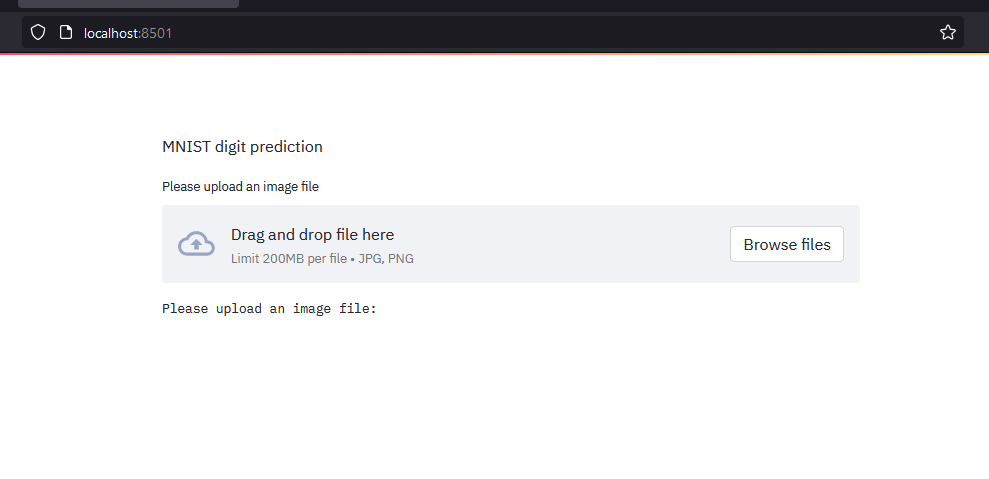 localhost:8501
MNIST digit prediction
Please upload an image file
Drag and drop file here
Limit 200MB per file • JPG, PNG
Browse files
Please upload an image file: